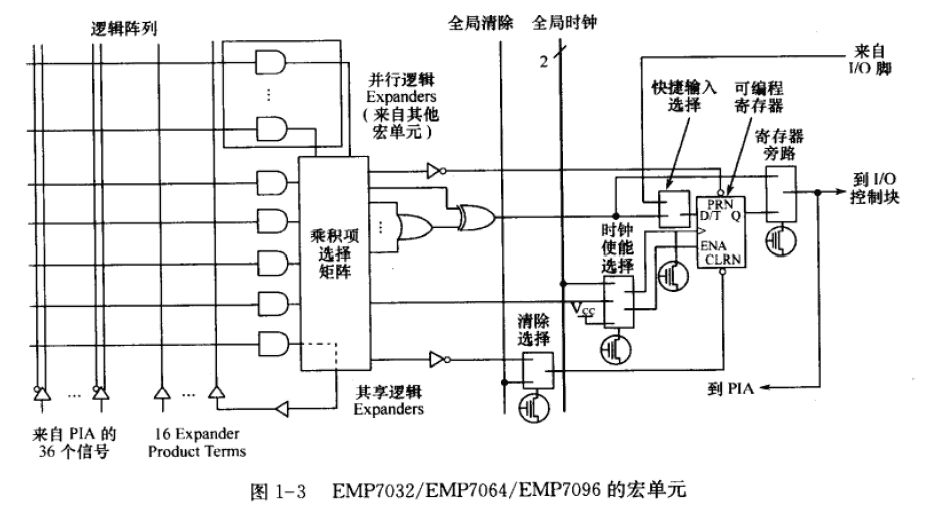 逻辑阵列
全局清除
全局时钟
2
来自
I/O 脚
并行逻辑
Expanders
(来自其他
宏单元)
快捷输入
选择
可编程
寄存器
寄存器
旁路
到 I/O
控制块
PRN
D/T Q
ENA
CLRN
乘积项
选择
矩阵
时钟
使能
选择
Vcc
清除
选择
到 PIA
其享逻辑
Expanders
...
...
来自 PIA 的
36 个信号
16 Expander
Product Terms
图 1-3 EMP7032/EMP7064/EMP7096 的宏单元